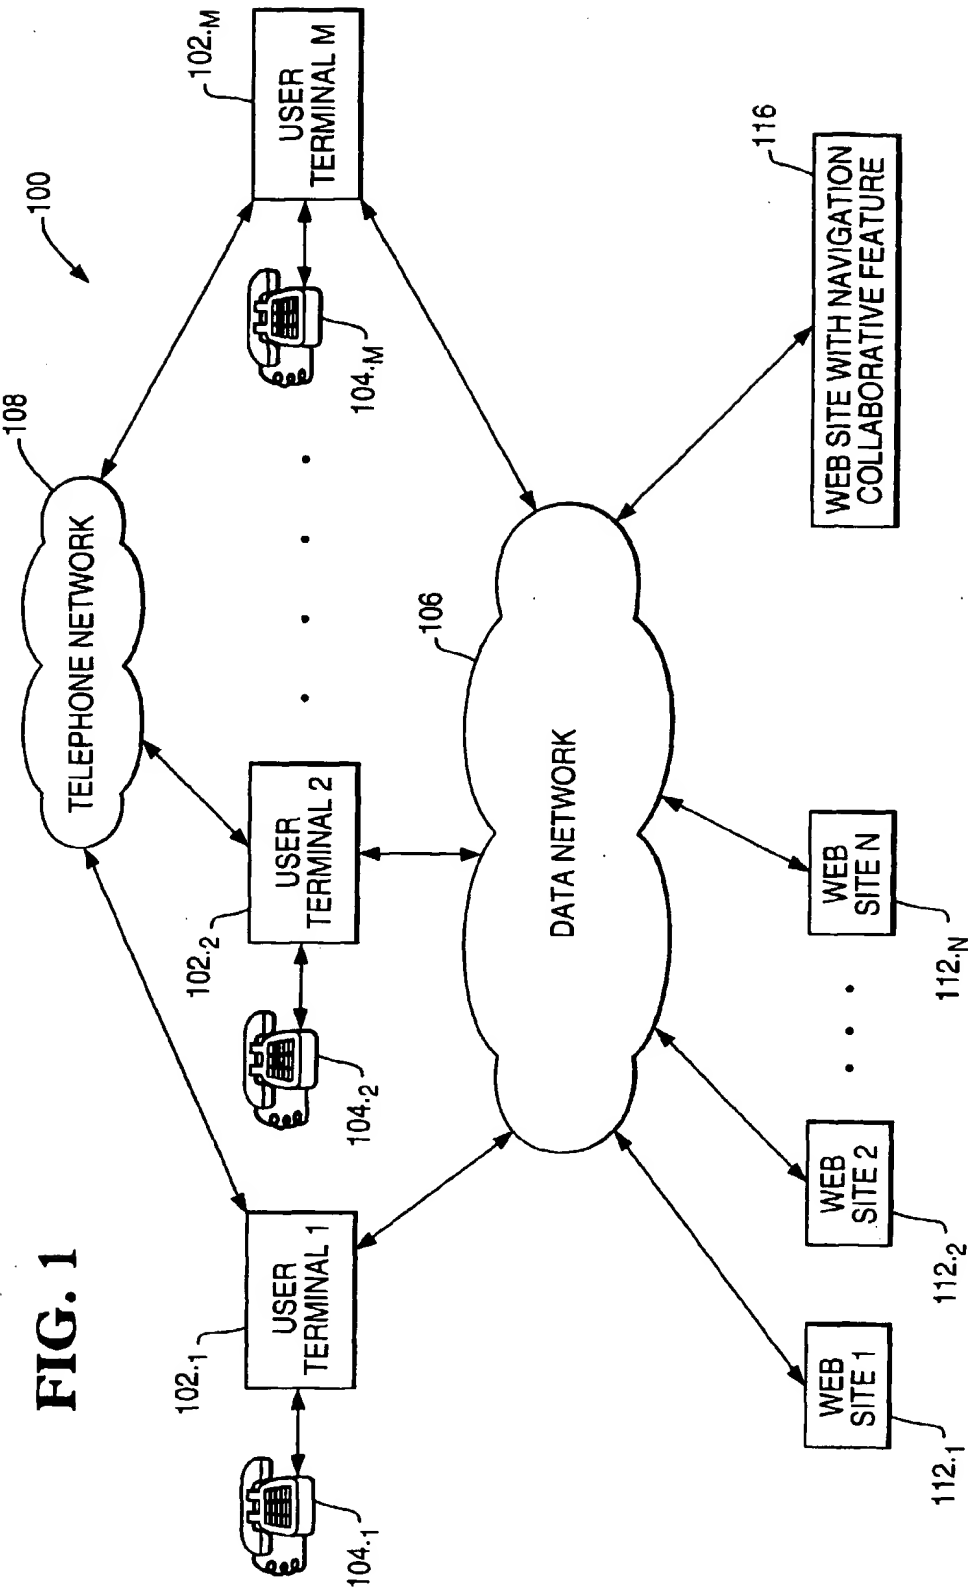 FIG. 1
100
108
TELEPHONE NETWORK
102.1
USER
TERMINAL 1
102.2
USER
TERMINAL 2
102.M
USER
TERMINAL M
104.1
104.2
104.M
106
DATA NETWORK
WEB
SITE 1
112.1
WEB
SITE 2
112.2
WEB
SITE N
112.N
116
WEB SITE WITH NAVIGATION
COLLABORATIVE FEATURE